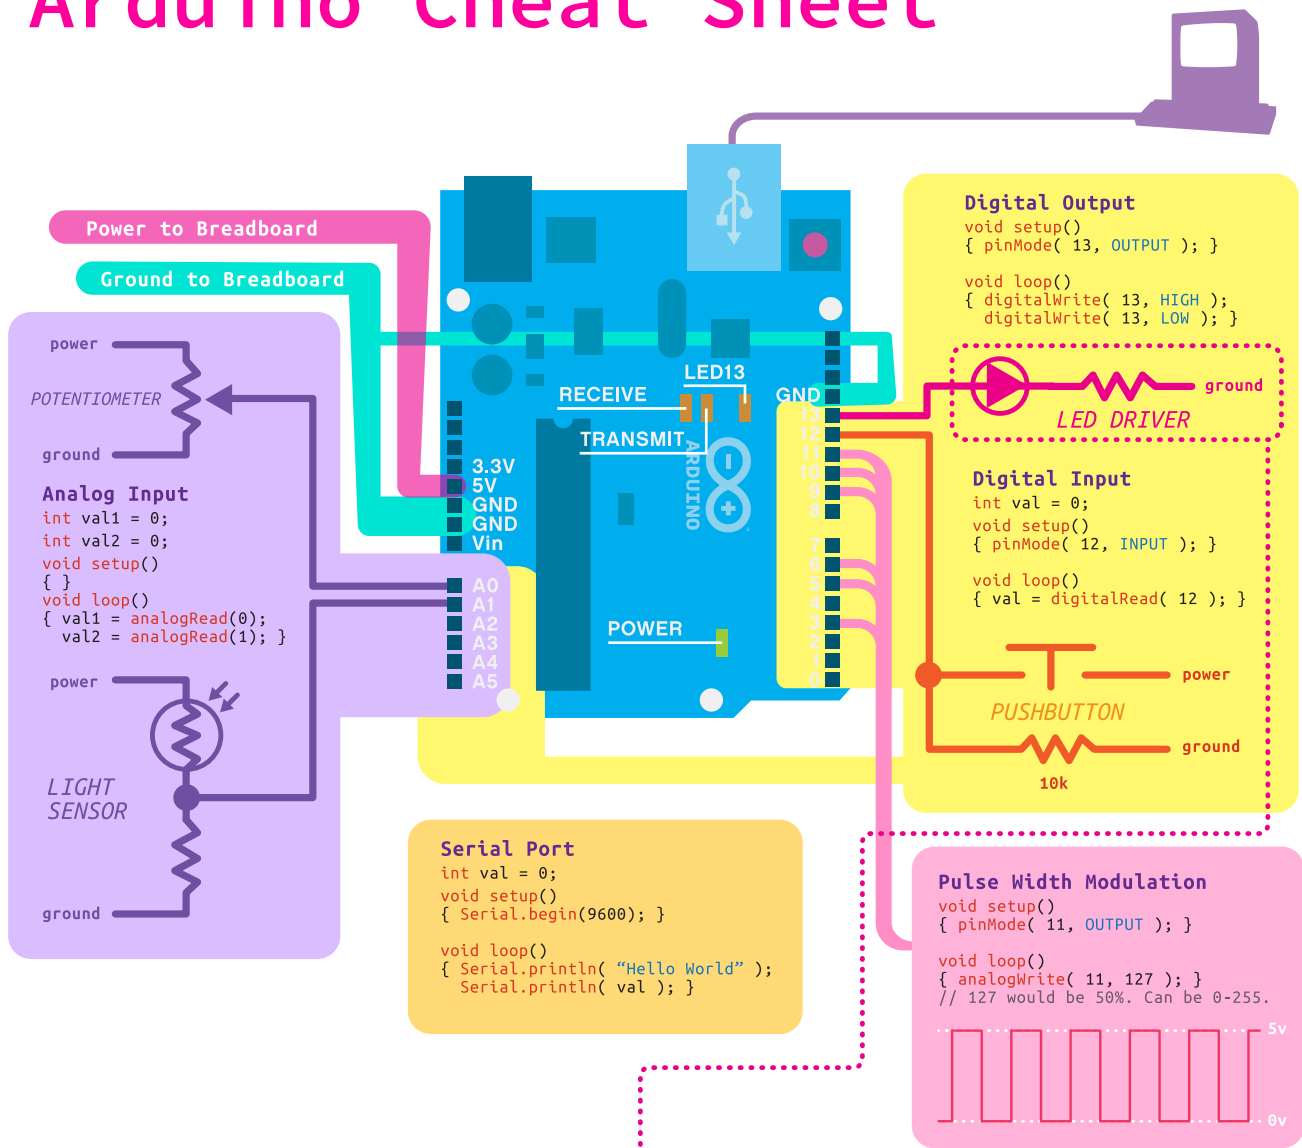 Arduino Cheat Sheet
Power to Breadboard
Ground to Breadboard
power
POTENTIOMETER
ground
Analog Input
int val1 = 0;
int val2 = 0;
void setup()
{ }
void loop()
{ val1 = analogRead(0);
val2 = analogRead(1); }
power
LIGHT
SENSOR
ground
LED13
RECEIVE
TRANSMIT
ARDUINO
POWER
3.3V
5V
GND
GND
Vin
A0
A1
A2
A3
A4
A5
GND
13
12
11
10
9
8
7
6
5
4
3
2
1
0
Digital Output
void setup()
{ pinMode( 13, OUTPUT ); }
void loop()
{ digitalWrite( 13, HIGH );
digitalWrite( 13, LOW ); }
ground
LED DRIVER
Digital Input
int val = 0;
void setup()
{ pinMode( 12, INPUT ); }
void loop()
{ val = digitalRead( 12 ); }
power
PUSHBUTTON
ground
10k
Serial Port
int val = 0;
void setup()
{ Serial.begin(9600); }
void loop()
{ Serial.println( “Hello World” );
Serial.println( val ); }
Pulse Width Modulation
void setup()
{ pinMode( 11, OUTPUT ); }
void loop()
{ analogWrite( 11, 127 ); }
// 127 would be 50%. Can be 0-255.
5v
0v